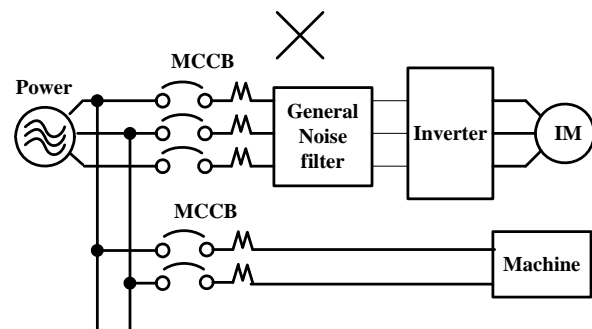 MCCB
Power
General
Noise
filter
Inverter
IM
MCCB
Machine